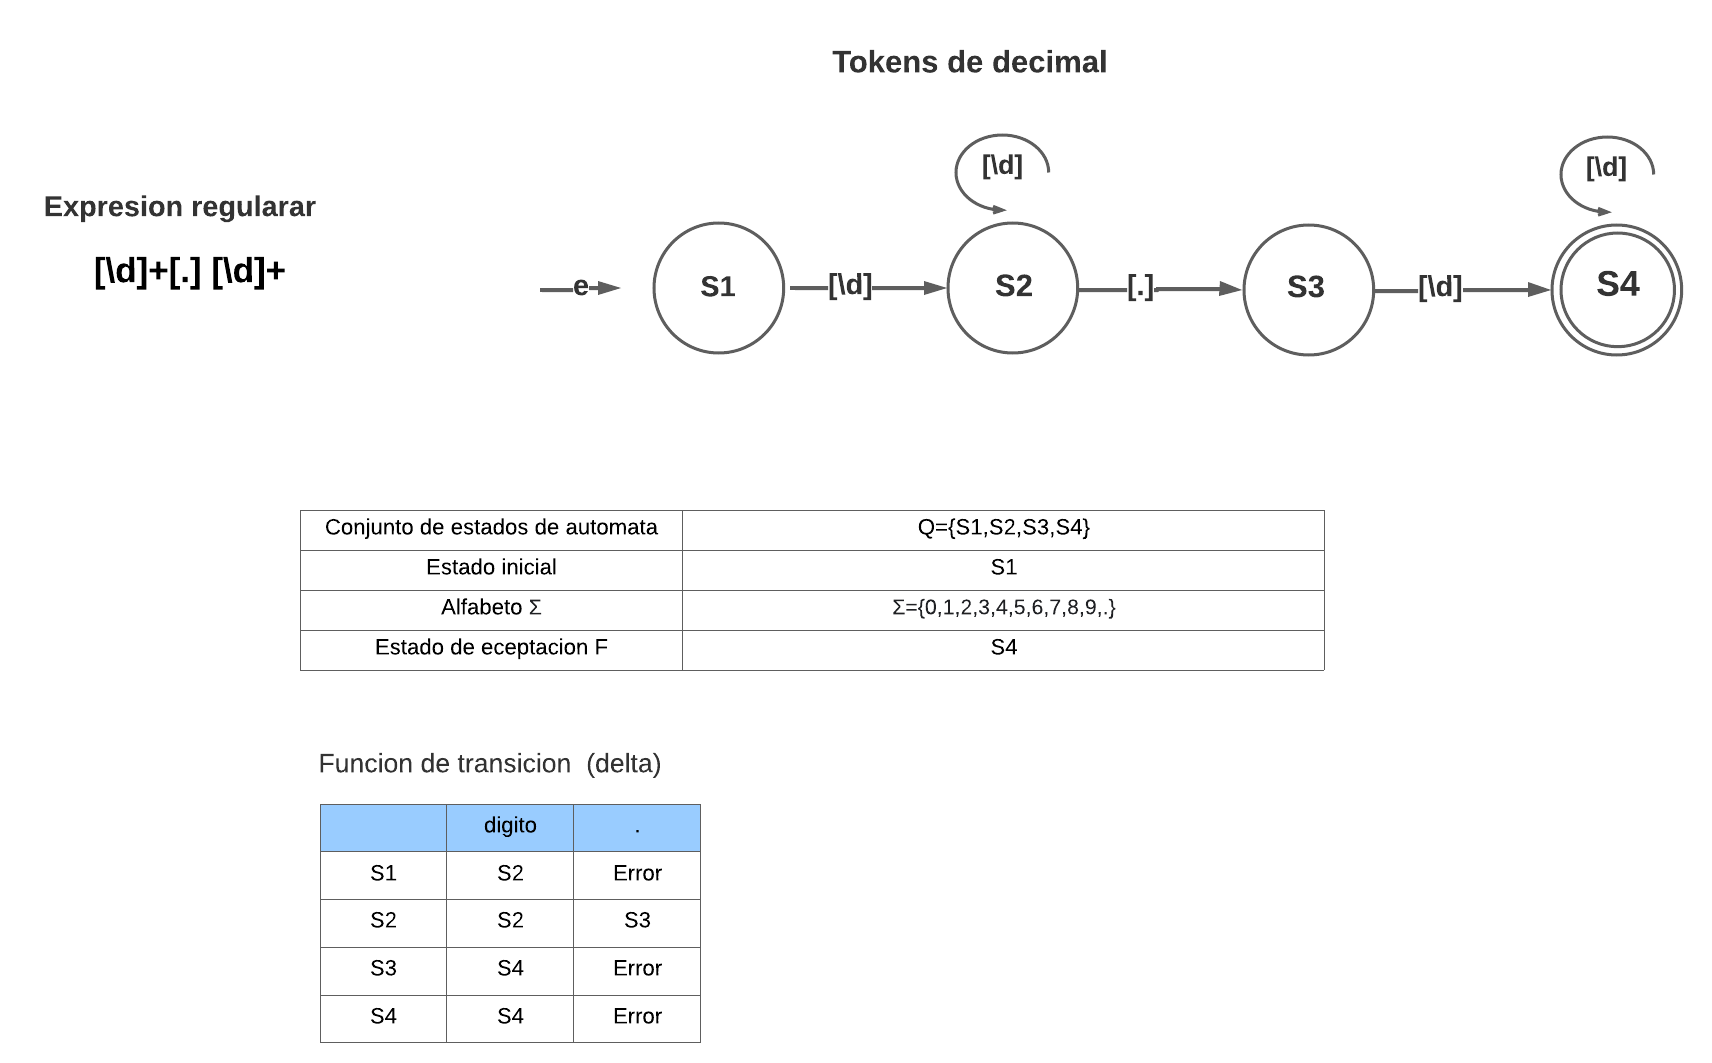 Tokens de decimal
Expresion regularar
[\d]+[.] [\d]+
[\d]
[\d]
e
S1
[\d]
S2
[.]
S3
[\d]
S4
Conjunto de estados de automata Q={S1,S2,S3,S4}
Estado inicial S1
Alfabeto Σ Σ={0,1,2,3,4,5,6,7,8,9,.}
Estado de eceptacion F S4
Funcion de transicion (delta)
digito .
S1 S2 Error
S2 S2 S3
S3 S4 Error
S4 S4 Error